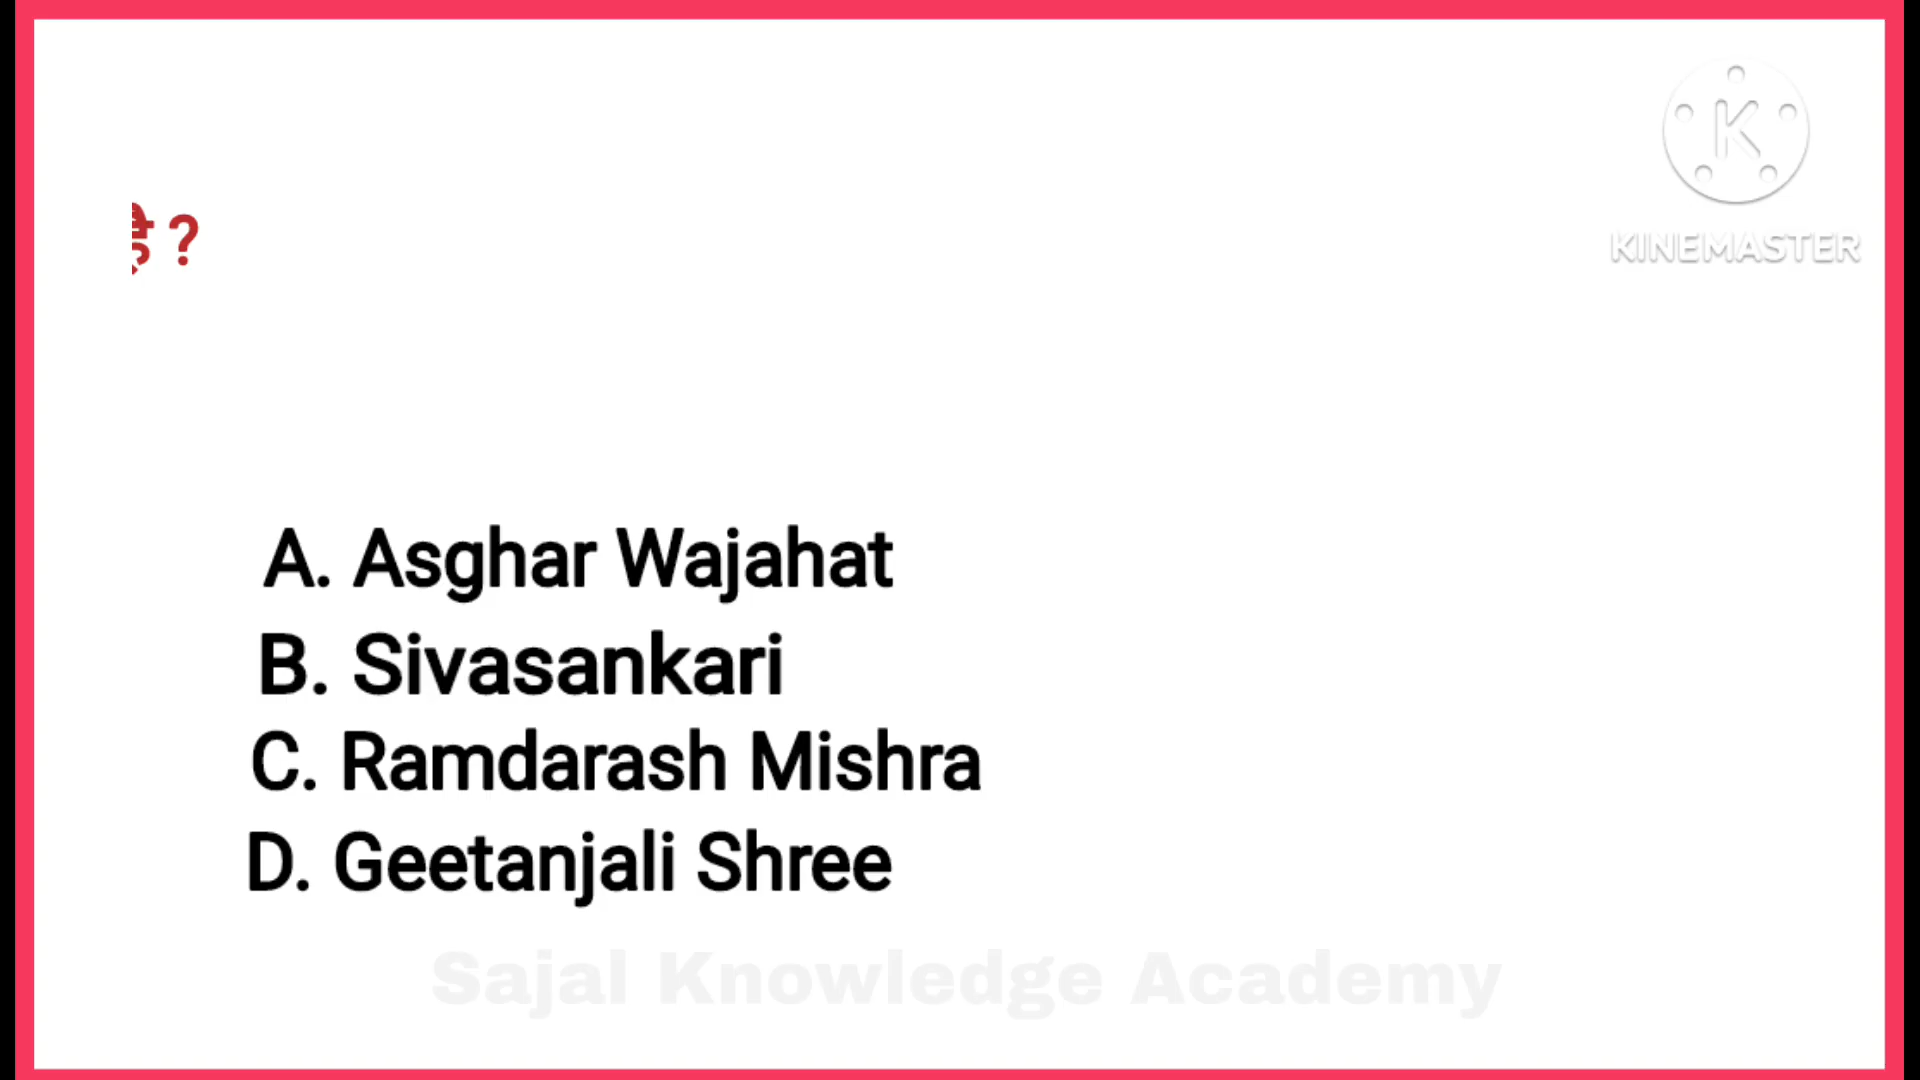 ?
KINEMASTER
A. Asghar Wajahat
B. Sivasankari
C. Ramdarash Mishra
D. Geetanjali Shree
Sajal Knowledge Academy